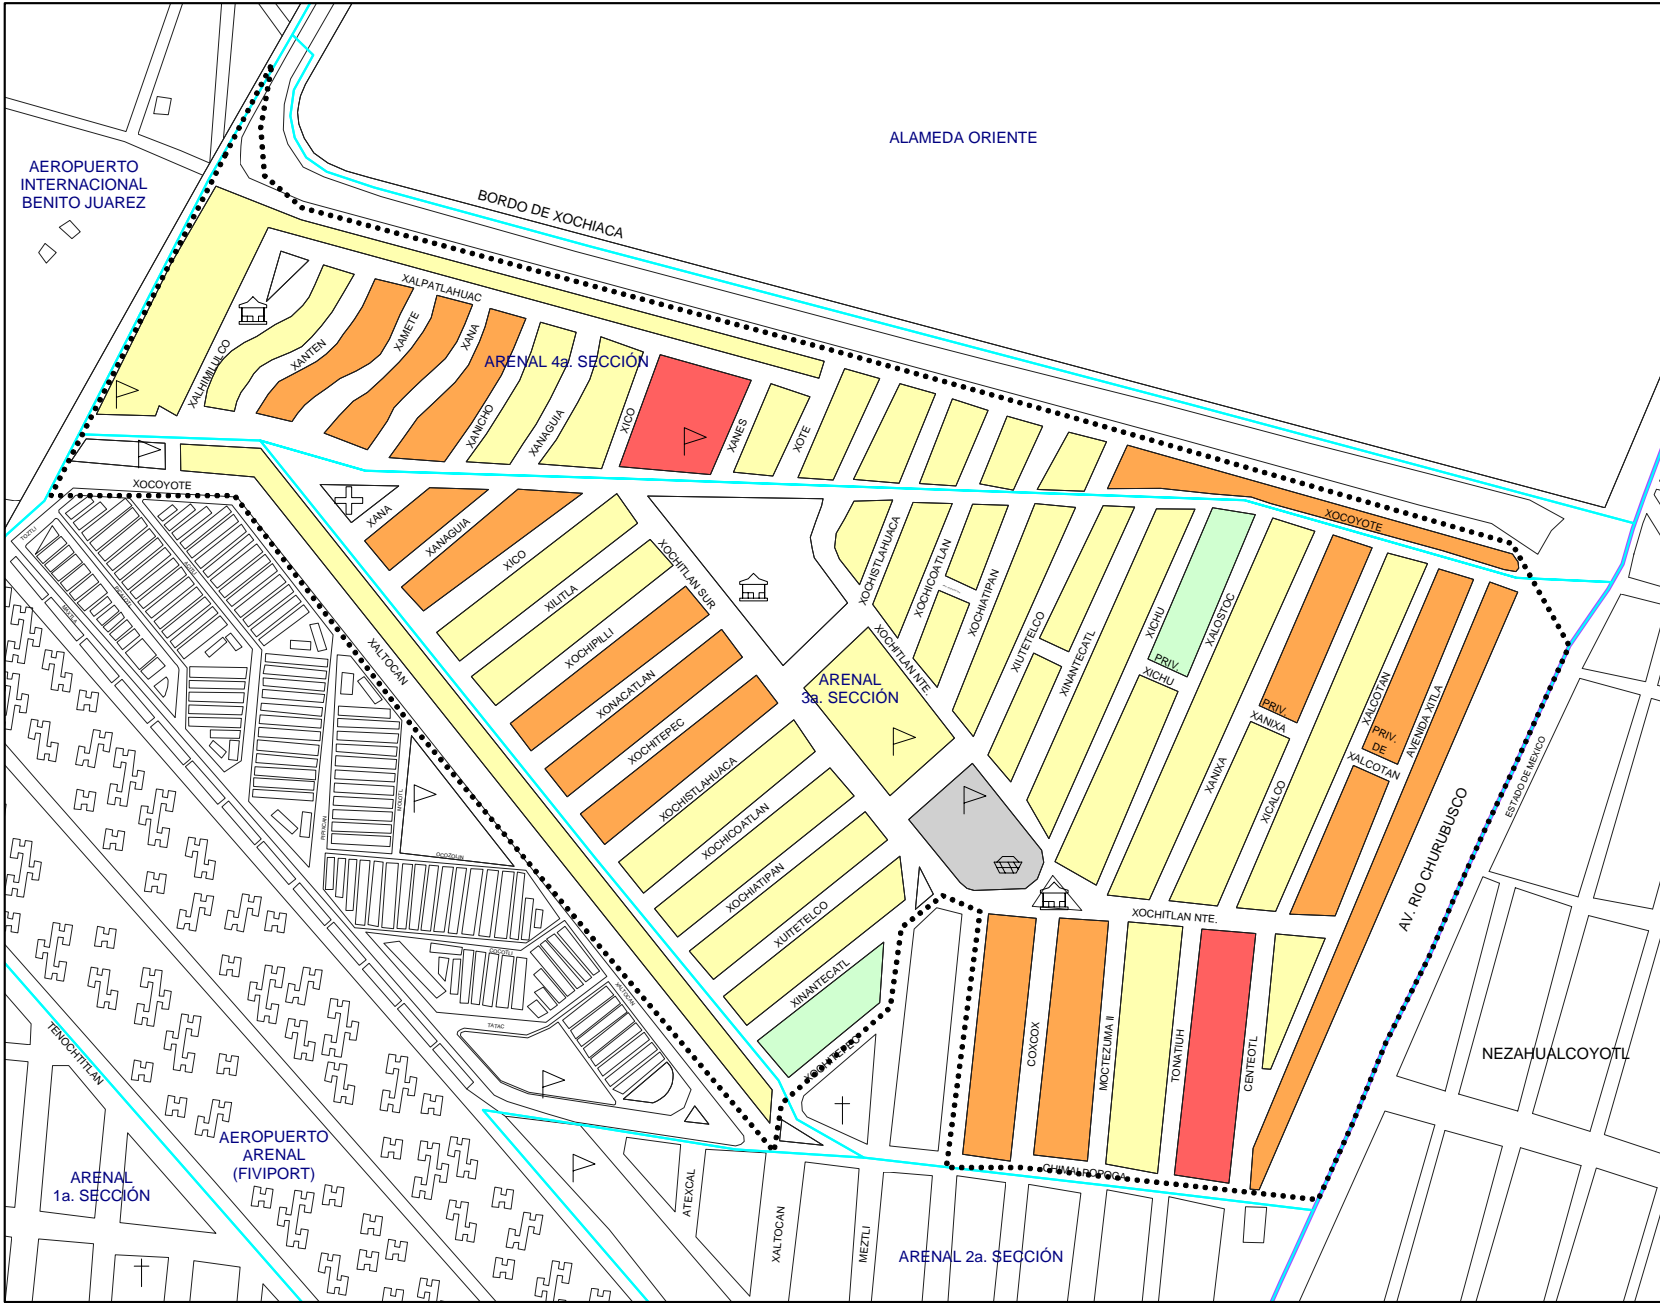 ALAMEDA ORIENTE
AEROPUERTO
INTERNACIONAL
BENITO JUAREZ
BORDO DE XOCHIACA
XALPATLAHUAC
XALHIMILULCO
XANTEN
XAMETE
XANA
ARENAL 4a. SECCIÓN
XANICHO
XANAGUIA
XICO
XANES
XOTE
XOCOYOTE
XOCOYOTE
XANA
XANAGUIA
XICO
XILITLA
XOCHIPILLI
XONACATLAN
XOCHITEPEC
XOCHISTLAHUACA
XOCHICOATLAN
XOCHIATIPAN
XUITETELCO
XINANTECATL
XOCHITLAN SUR
XALTOCAN
XOCHISTLAHUACA
XOCHICOATLAN
XOCHIATIPAN
XOCHITLAN NTE.
XIUTETELCO
XINANTECATL
XICHU
PRIV.
XICHU
XALOSTOC
ARENAL
3a. SECCIÓN
PRIV.
XANIXA
XANIXA
XICALCO
XALCOTAN
PRIV.
DE
XALCOTAN
AVENIDA XITLA
AV. RIO CHURUBUSCO
ESTADO DE MEXICO
XOCHITLAN NTE.
COXCOX
MOCTEZUMA II
TONATIUH
CENTEOTL
NEZAHUALCOYOTL
XOCHITEPEC
CHIMALPOPOCA
TATAC
XALTOCAN
TENOCHTITLAN
AEROPUERTO
ARENAL
(FIVIPORT)
ARENAL
1a. SECCIÓN
ATEXCAL
XALTOCAN
MEZTLI
ARENAL 2a. SECCIÓN